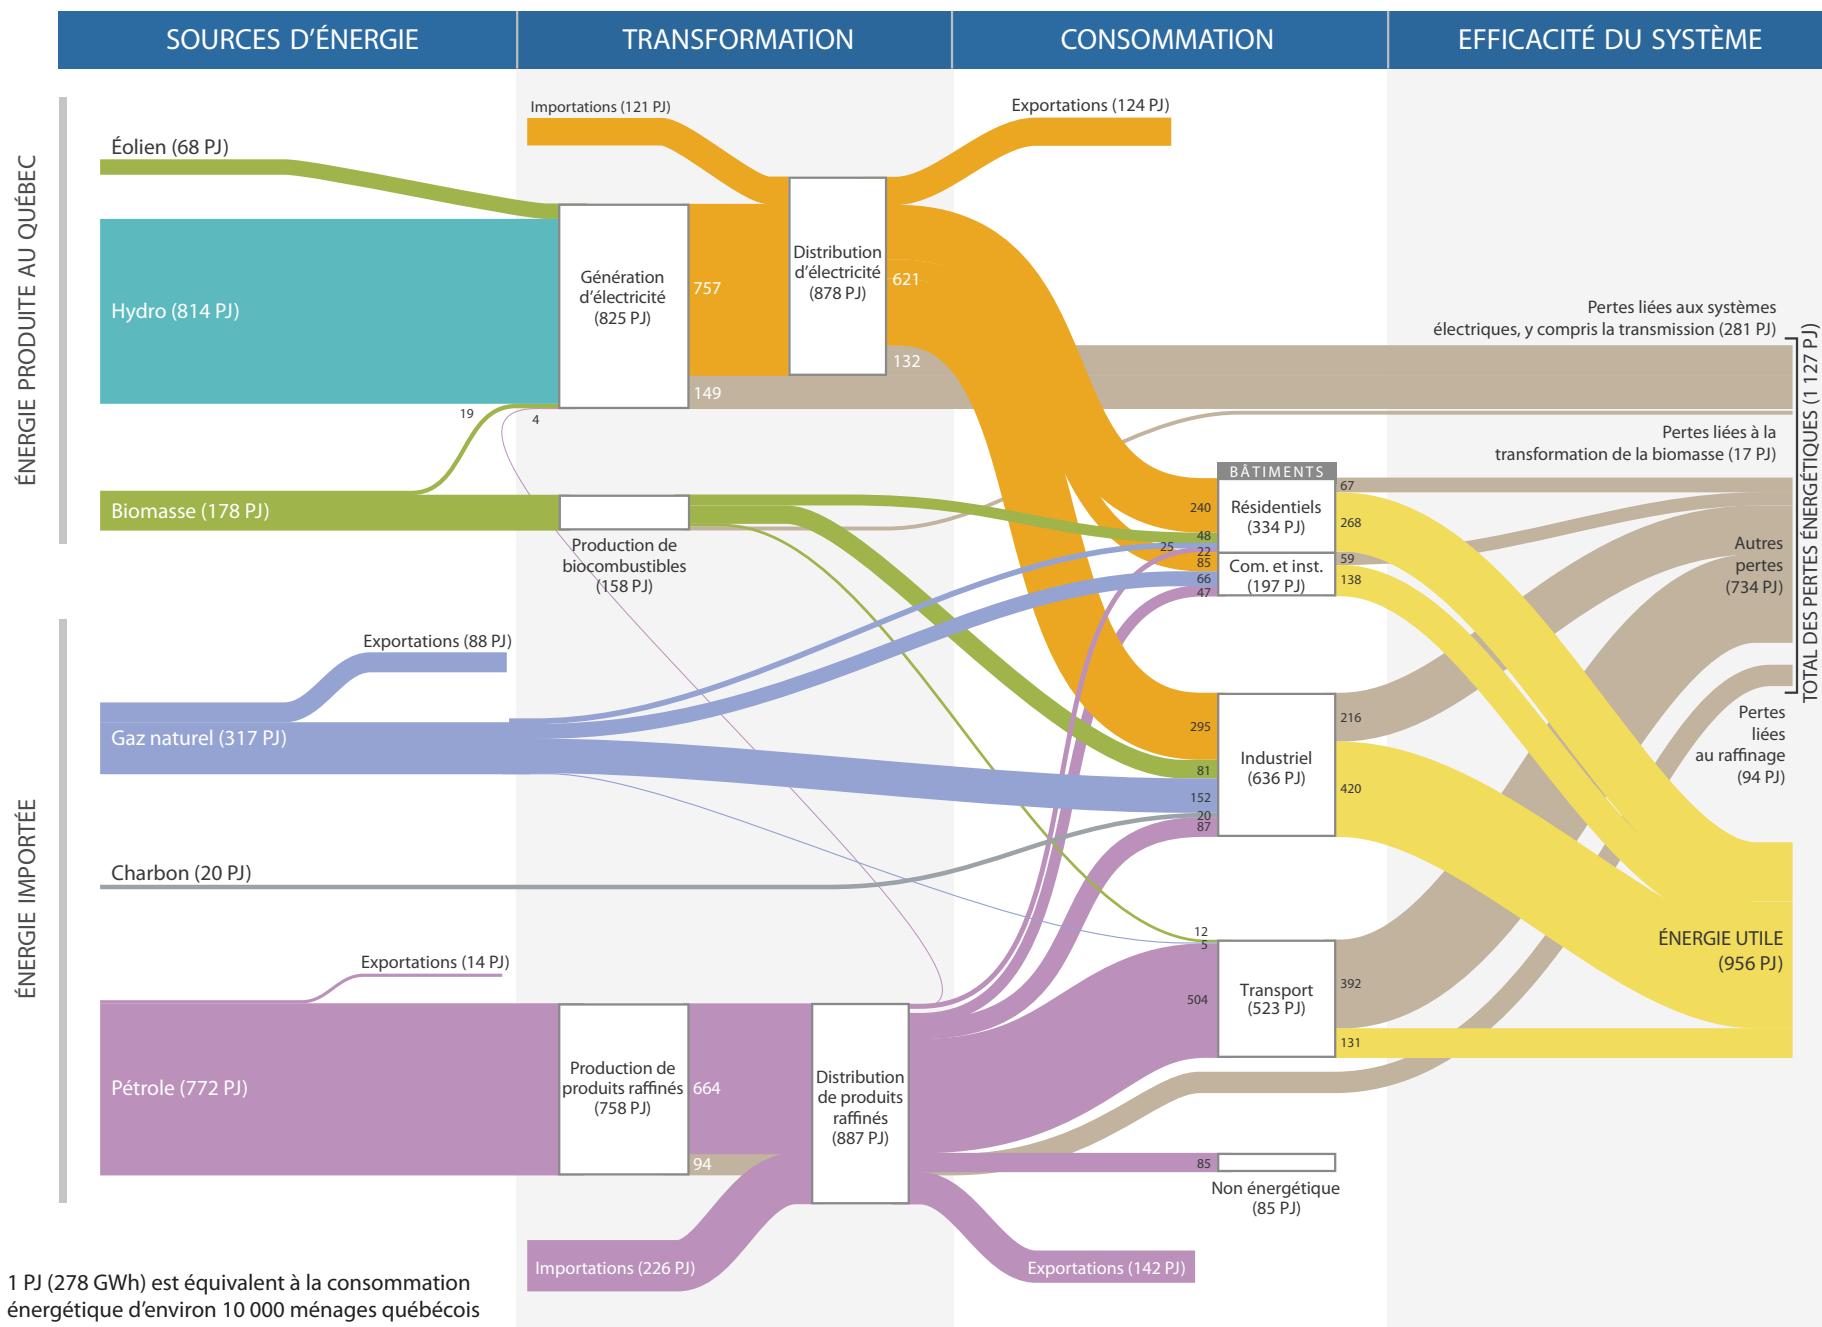 SOURCES D'ÉNERGIE
TRANSFORMATION
CONSOMMATION
EFFICACITÉ DU SYSTÈME
ÉNERGIE PRODUITE AU QUÉBEC
Éolien (68 PJ)
Hydro (814 PJ)
19
4
Biomasse (178 PJ)
Importations (121 PJ)
Génération
d'électricité
(825 PJ)
757
149
Distribution
d'électricité
(878 PJ)
621
132
Exportations (124 PJ)
Production de
biocombustibles
(158 PJ)
ÉNERGIE IMPORTÉE
Exportations (88 PJ)
Gaz naturel (317 PJ)
Charbon (20 PJ)
Exportations (14 PJ)
Pétrole (772 PJ)
Production de
produits raffinés
(758 PJ)
664
94
Importations (226 PJ)
Distribution
de produits
raffinés
(887 PJ)
Exportations (142 PJ)
BÂTIMENTS
240
48
25
22
Résidentiels
(334 PJ)
67
268
85
66
47
Com. et inst.
(197 PJ)
59
138
295
81
152
20
87
Industriel
(636 PJ)
216
420
12
5
504
Transport
(523 PJ)
392
131
85
Non énergétique
(85 PJ)
Pertes liées aux systèmes
électriques, y compris la transmission (281 PJ)
Pertes liées à la
transformation de la biomasse (17 PJ)
Autres
pertes
(734 PJ)
Pertes
liées
au raffinage
(94 PJ)
TOTAL DES PERTES ÉNERGÉTIQUES (1 127 PJ)
ÉNERGIE UTILE
(956 PJ)
1 PJ (278 GWh) est équivalent à la consommation
énergétique d'environ 10 000 ménages québécois